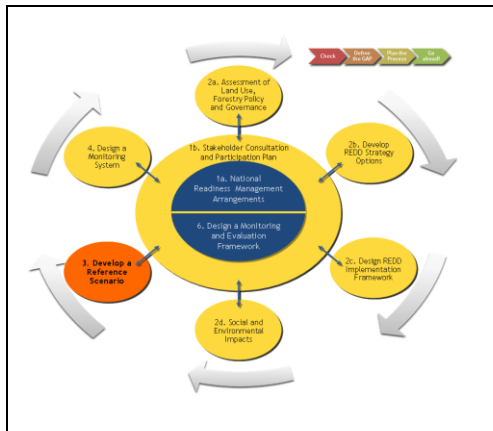 Check
Define
the GAP
Plan the
Process
Go
ahead!
2a. Assessment of
Land Use,
Forestry Policy
and Governance
4. Design a
Monitoring
System
1b. Stakeholder Consultation
and Participation Plan
2b. Develop
REDD Strategy
Options
1a. National
Readiness Management
Arrangements
6. Design a Monitoring
and Evaluation
Framework
3. Develop a
Reference
Scenario
2c. Design REDD
Implementation
Framework
2d. Social and
Environmental
Impacts